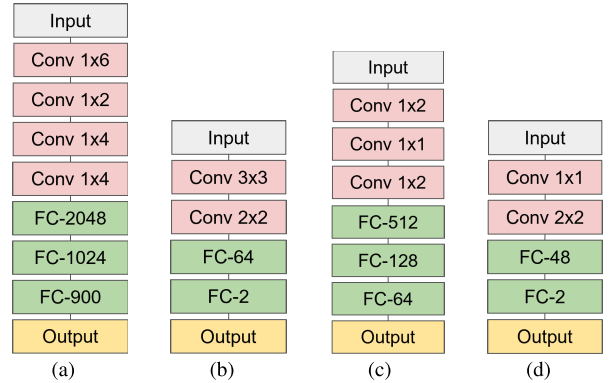 Input
Conv 1x6
Conv 1x2
Conv 1x4
Conv 1x4
FC-2048
FC-1024
FC-900
Output
(a)
Input
Conv 3x3
Conv 2x2
FC-64
FC-2
Output
(b)
Input
Conv 1x2
Conv 1x1
Conv 1x2
FC-512
FC-128
FC-64
Output
(c)
Input
Conv 1x1
Conv 2x2
FC-48
FC-2
Output
(d)